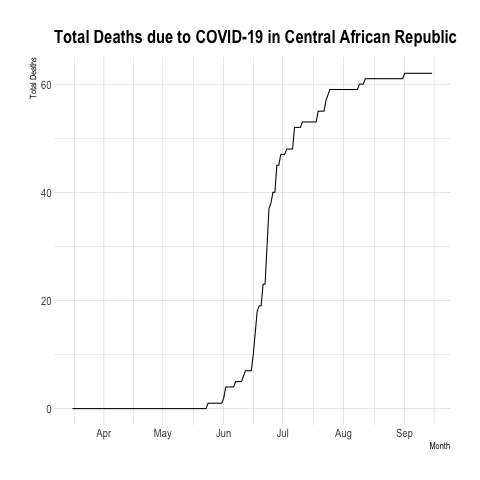 Total Deaths due to COVID-19 in Central African Republic
Total Deaths
60
40
20
0
Apr May Jun Jul Aug Sep
Month